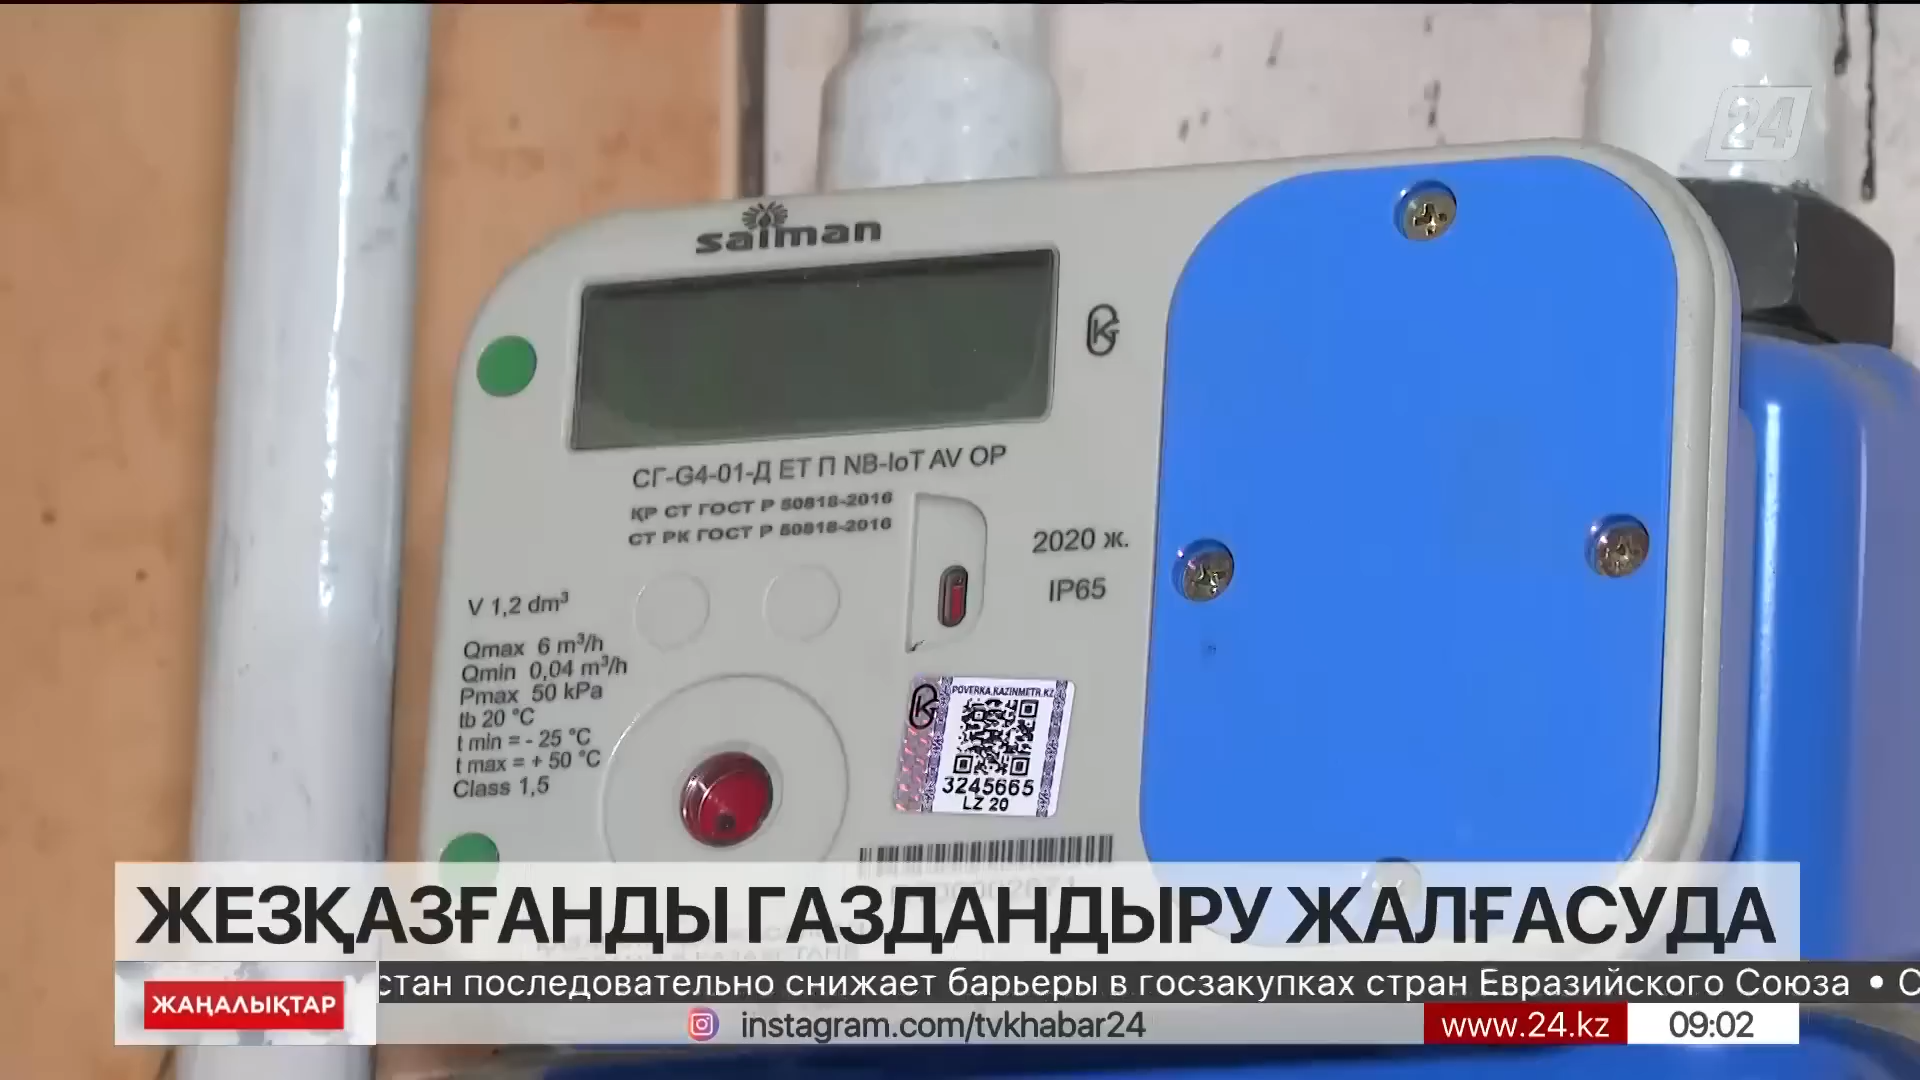 24
saiman
СГ-G4-01-Д ЕТ П NB-IoT AV OP
ҚР СТ ГОСТ Р 50818-2016
СТ РК ГОСТ Р 50818-2016
2020 ж.
IP65
V 1,2 dm³
Qmax 6 m³/h
Qmin 0,04 m³/h
Pmax 50 kPa
tb 20 °C
t min = - 25 °C
t max = + 50 °C
Class 1,5
POVERKA.KAZINMETR.KZ
3245665
LZ 20
ЖЕЗҚАЗҒАНДЫ ГАЗДАНДЫРУ ЖАЛҒАСУДА
стан последовательно снижает барьеры в госзакупках стран Евразийского Союза • С
ЖАҢАЛЫҚТАР
instagram.com/tvkhabar24
www.24.kz
09:02